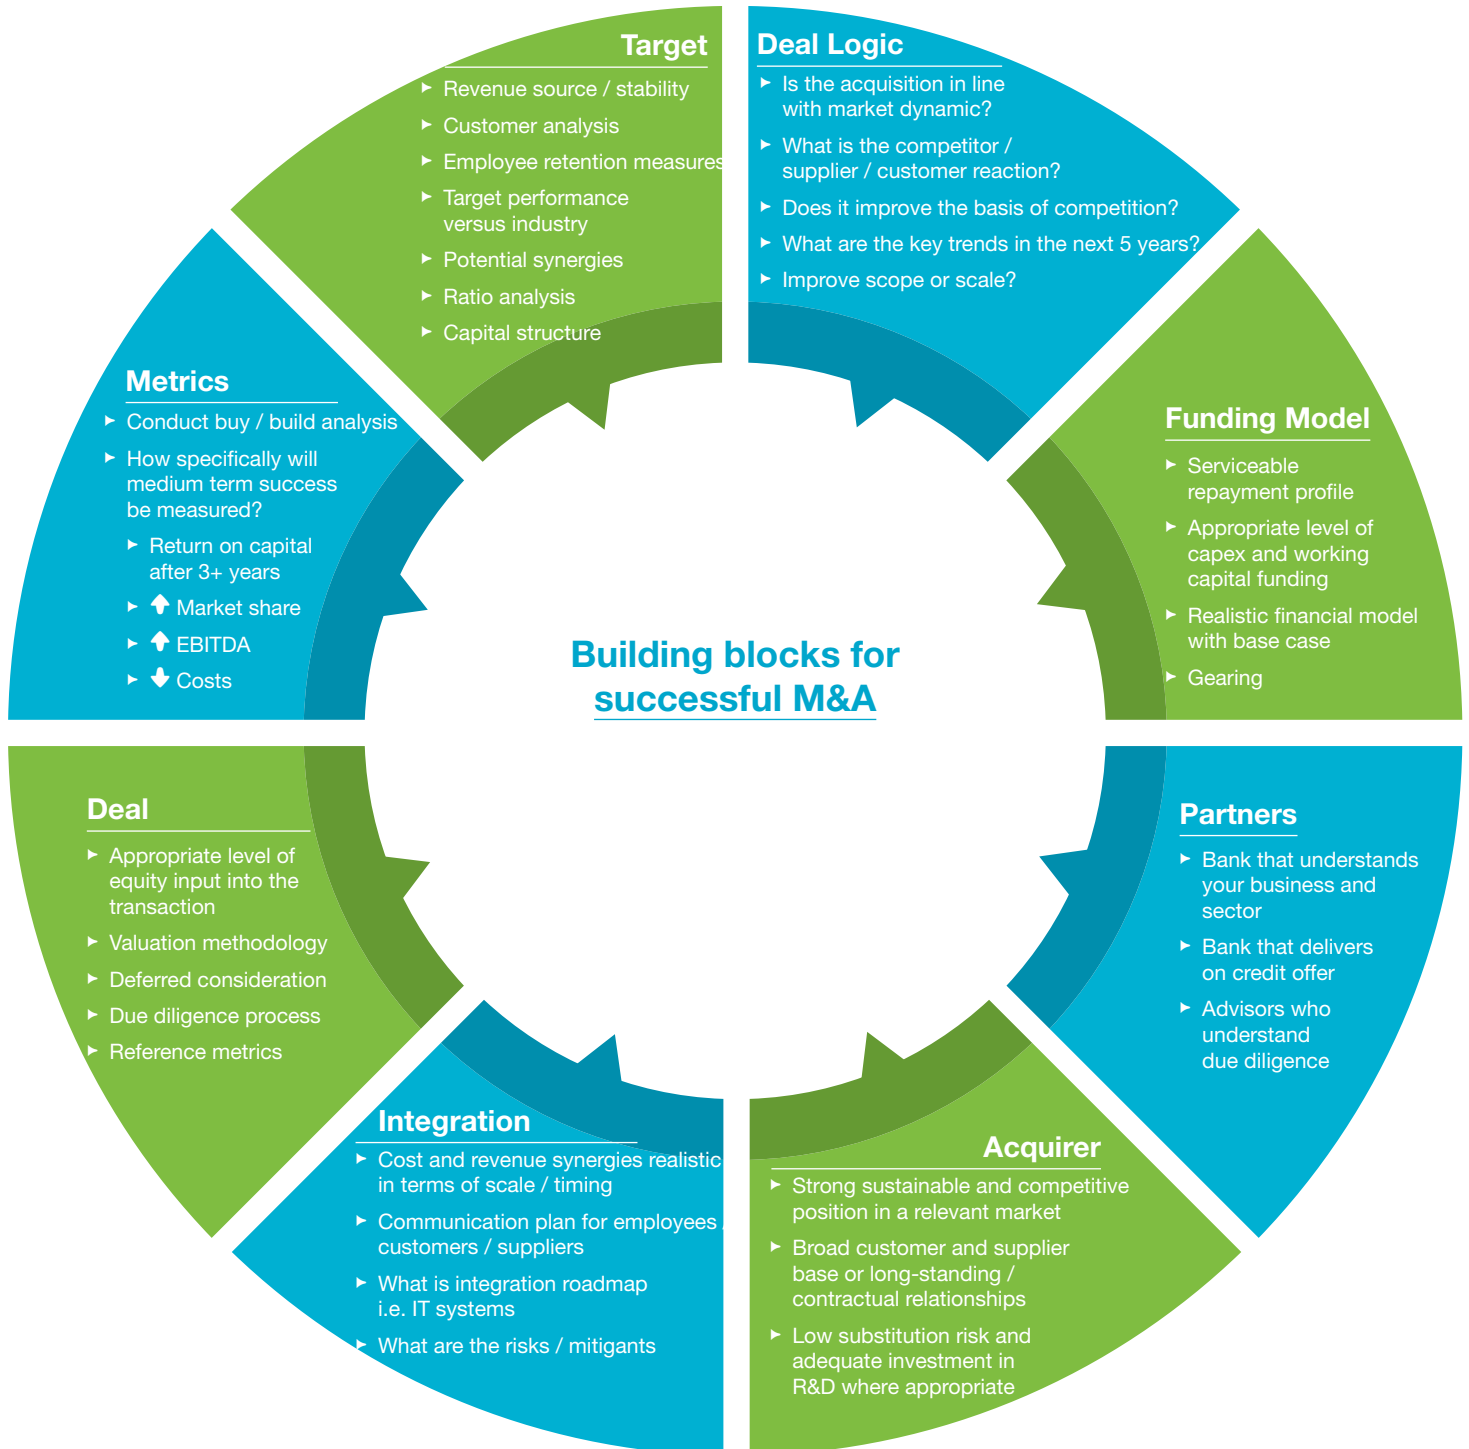 Target
Revenue source / stability
Customer analysis
Employee retention measures
Target performance
versus industry
Potential synergies
Ratio analysis
Capital structure
Deal Logic
Is the acquisition in line
with market dynamic?
What is the competitor /
supplier / customer reaction?
Does it improve the basis of competition?
What are the key trends in the next 5 years?
Improve scope or scale?
Funding Model
Serviceable
repayment profile
Appropriate level of
capex and working
capital funding
Realistic financial model
with base case
Gearing
Partners
Bank that understands
your business and
sector
Bank that delivers
on credit offer
Advisors who
understand
due diligence
Acquirer
Strong sustainable and competitive
position in a relevant market
Broad customer and supplier
base or long-standing /
contractual relationships
Low substitution risk and
adequate investment in
R&D where appropriate
Integration
Cost and revenue synergies realistic
in terms of scale / timing
Communication plan for employees /
customers / suppliers
What is integration roadmap
i.e. IT systems
What are the risks / mitigants
Deal
Appropriate level of
equity input into the
transaction
Valuation methodology
Deferred consideration
Due diligence process
Reference metrics
Metrics
Conduct buy / build analysis
How specifically will
medium term success
be measured?
Return on capital
after 3+ years
Market share
EBITDA
Costs
Building blocks for
successful M&A